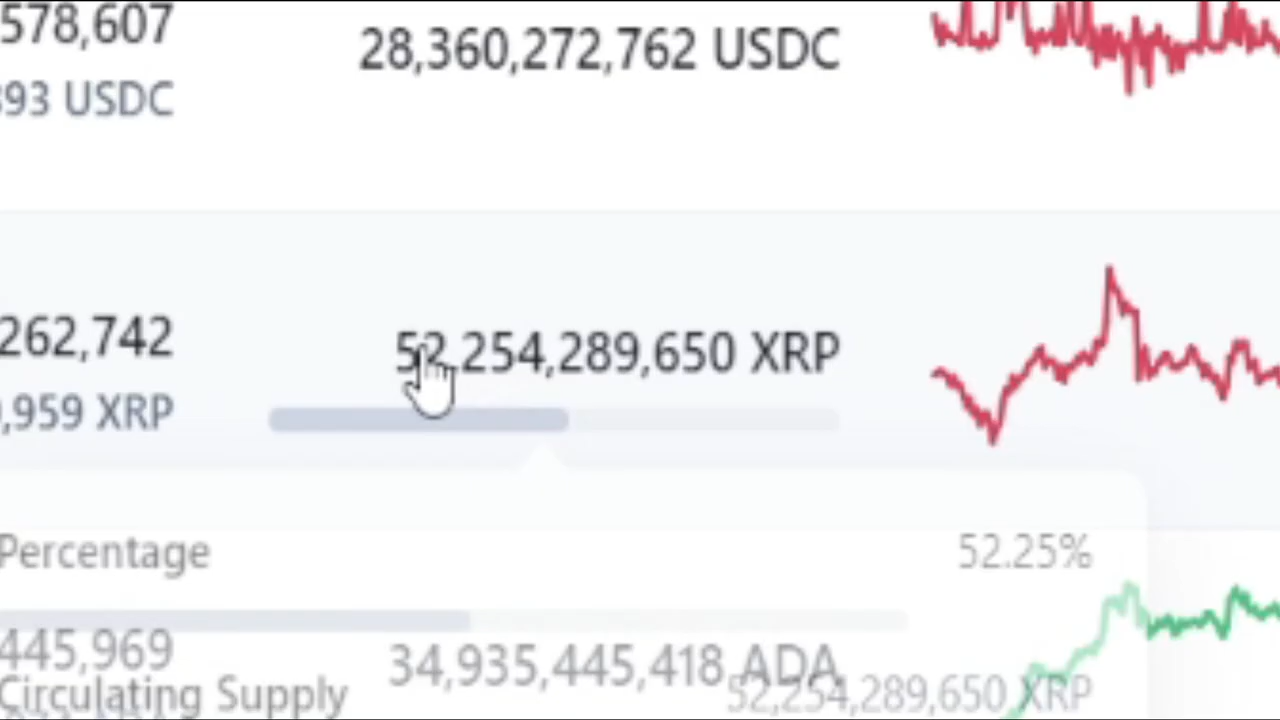 578,607
28,360,272,762 USDC
393 USDC
262,742
52,254,289,650 XRP
,959 XRP
Percentage
52.25%
445,969
34,935,445,418 ADA
Circulating Supply
52,254,289,650 XRP